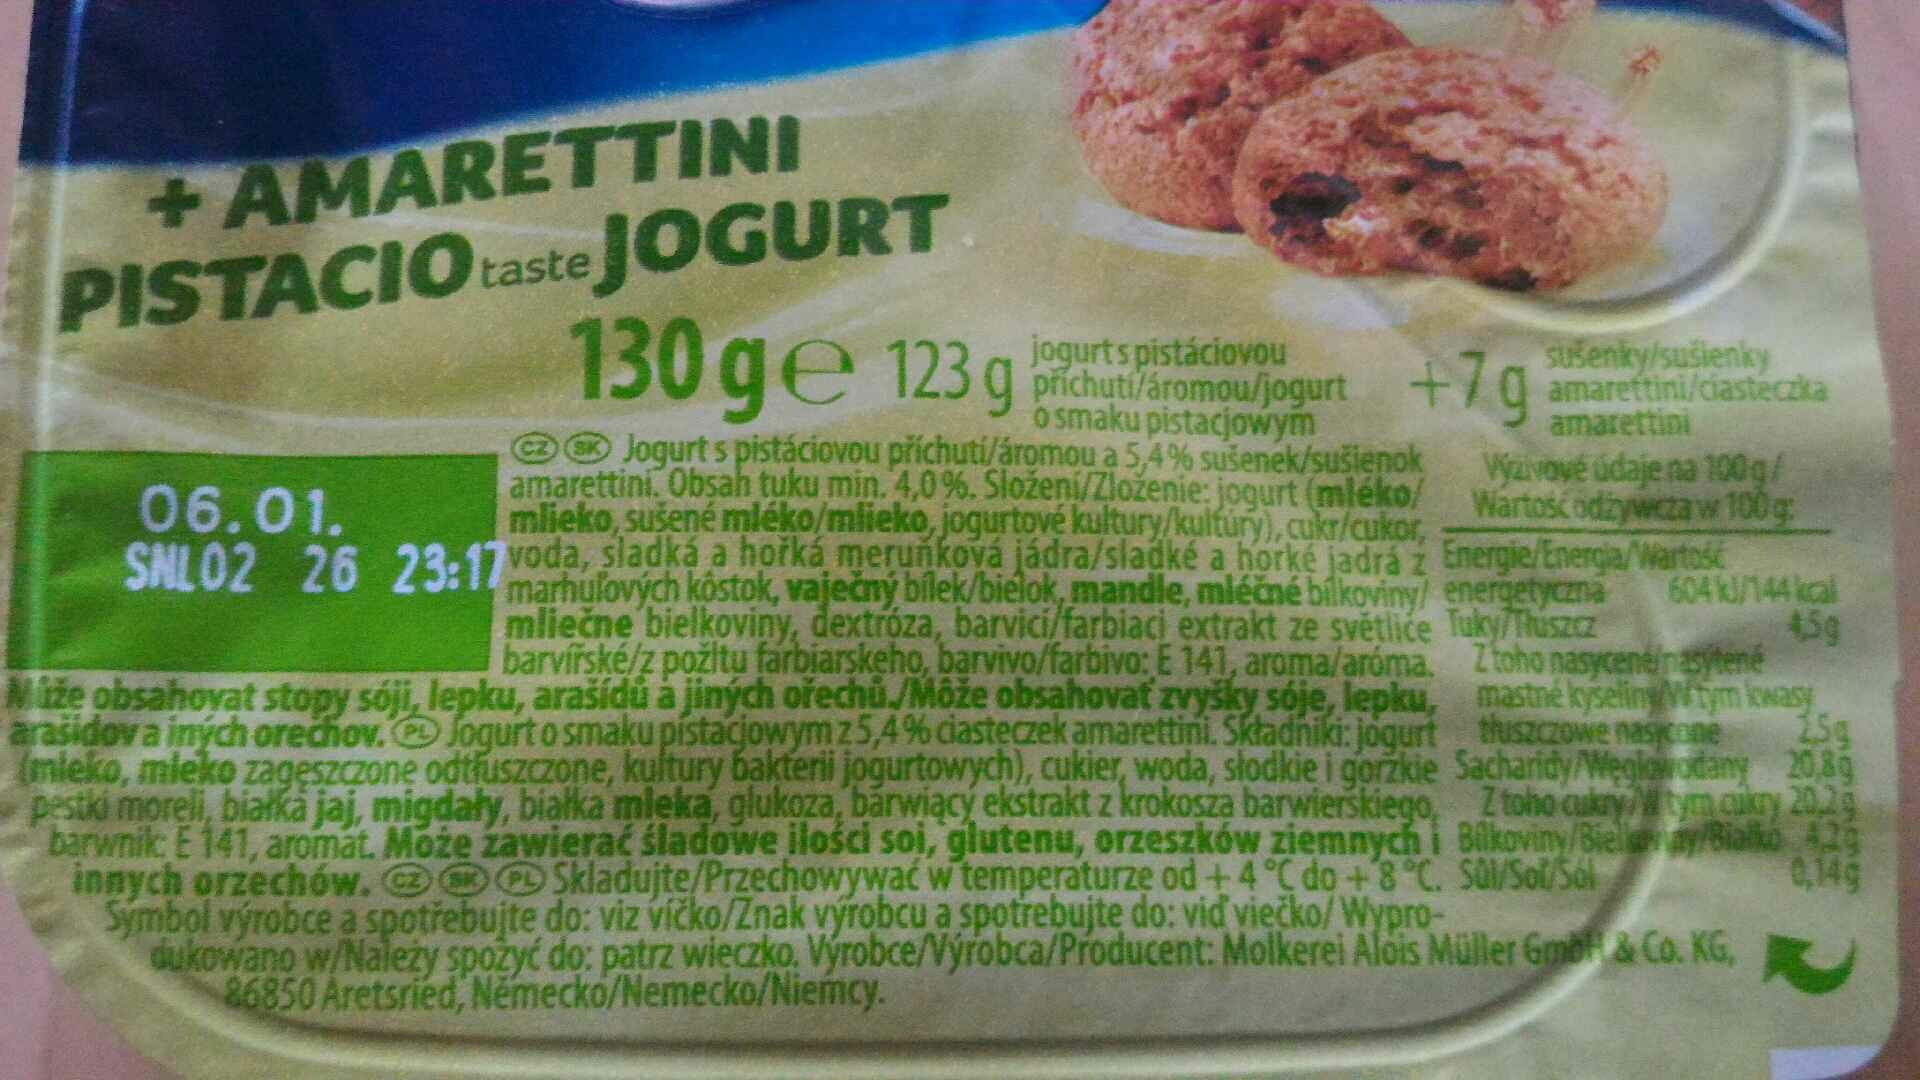 + AMARETTINI
PISTACIO taste JOGURT
130 g e 123 g jogurt s pistáciovou
příchutí/áromou/jogurt
o smaku pistacjowym
+7 g sušenky/sušienky
amarettini/ciasteczka
amarettini
06.01.
SNL02 26 23:17
CZ SK Jogurt s pistáciovou příchutí/áromou a 5,4% sušenek/sušienok
amarettini. Obsah tuku min. 4,0%. Složení/Zloženie: jogurt (mléko/
mlieko, sušené mléko/mlieko, jogurtové kultury/kultúry), cukr/cukor,
voda, sladká a hořká meruňková jádra/sladké a horké jadrá z
marhuľových kôstok, vaječný bílek/bielok, mandle, mléčné bílkoviny/
mliečne bielkoviny, dextróza, barvicí/farbiaci extrakt ze světlice
barvířské/z požltu farbiarskeho, barvivo/farbivo: E 141, aroma/aróma.
Může obsahovat stopy sóji, lepku, arašídů a jiných ořechů./Môže obsahovať zvyšky sóje, lepku,
arašidov a iných orechov. PL Jogurt o smaku pistacjowym z 5,4% ciasteczek amarettini. Składniki: jogurt
(mleko, mleko zagęszczone odtłuszczone, kultury bakterii jogurtowych), cukier, woda, słodkie i gorzkie
pestki moreli, białka jaj, migdały, białka mleka, glukoza, barwiący ekstrakt z krokosza barwierskiego,
barwnik: E 141, aromat. Może zawierać śladowe ilości soi, glutenu, orzeszków ziemnych i
innych orzechów. CZ SK PL Skladujte/Przechowywać w temperaturze od + 4 °C do + 8 °C.
Symbol výrobce a spotřebujte do: viz víčko/Znak výrobcu a spotrebujte do: viď viečko/ Wypro-
dukowano w/Należy spożyć do: patrz wieczko. Výrobce/Výrobca/Producent: Molkerei Alois Müller GmbH & Co. KG,
86850 Aretsried, Německo/Nemecko/Niemcy.
Výživové údaje na 100 g /
Wartość odżywcza w 100 g:
Energie/Energia/Wartość
energetyczna 604 kJ/144 kcal
Tuky/Tłuszcz 4,5 g
Z toho nasycené/nasýtené
mastné kyseliny/W tym kwasy
tłuszczowe nasycone 2,5 g
Sacharidy/Węglowodany 20,8 g
Z toho cukry/W tym cukry 20,2 g
Bílkoviny/Bielkoviny/Białko 4,2 g
Sůl/Soľ/Sól 0,14 g